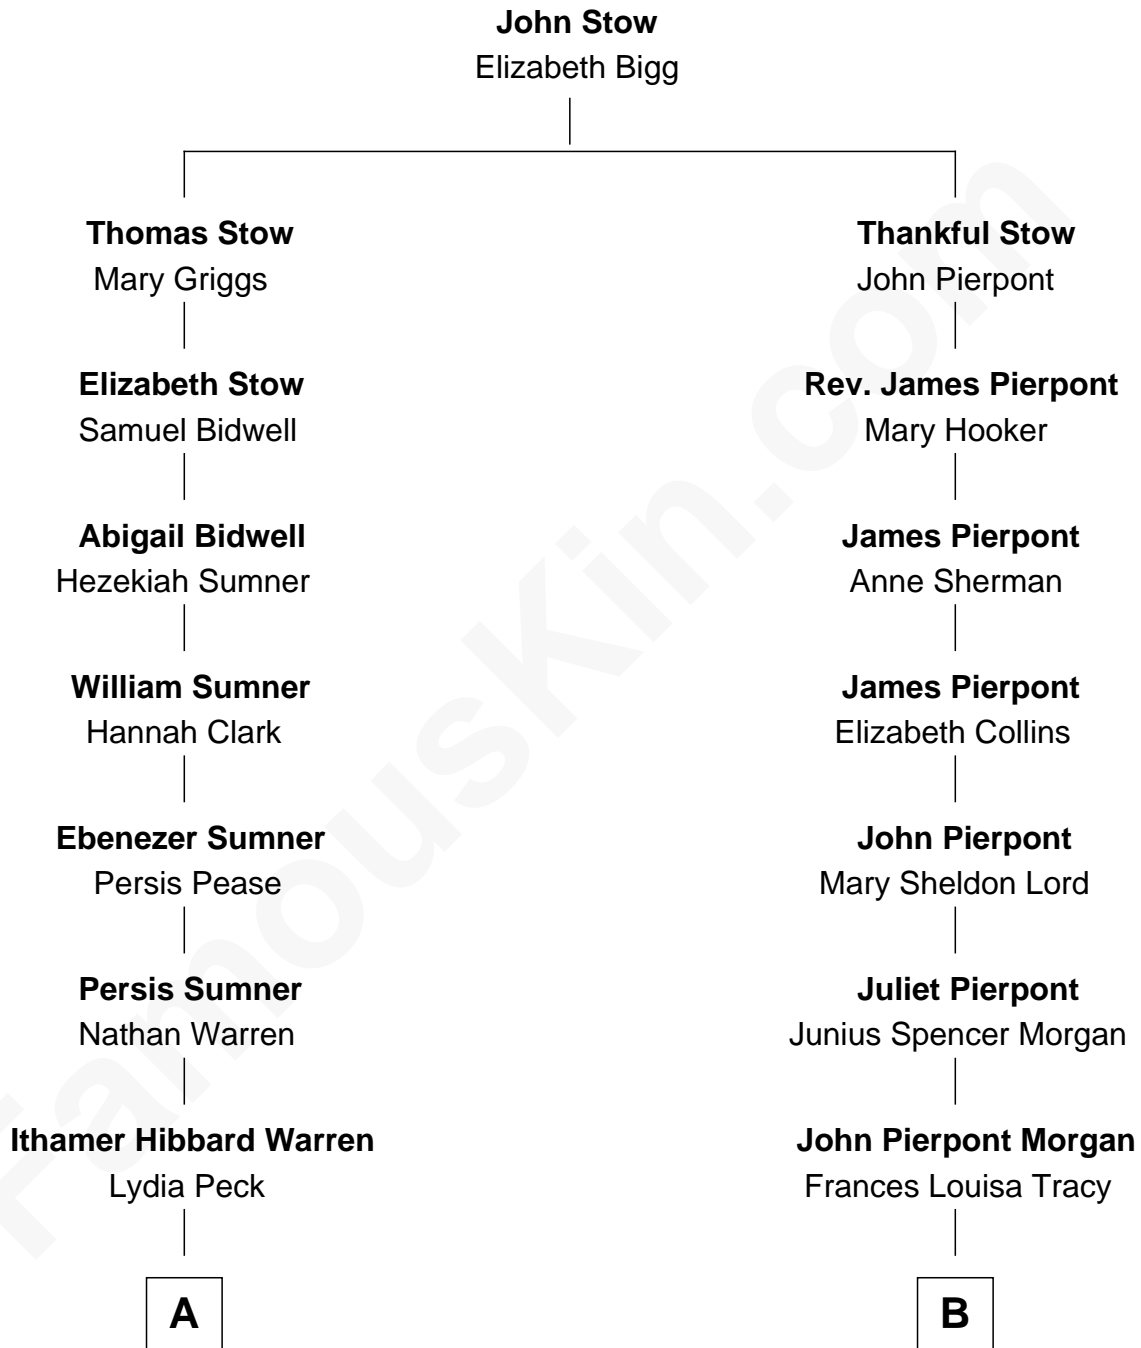 John Stow
Elizabeth Bigg
Thomas Stow
Mary Griggs
Thankful Stow
John Pierpont
Elizabeth Stow
Samuel Bidwell
Rev. James Pierpont
Mary Hooker
Abigail Bidwell
Hezekiah Sumner
James Pierpont
Anne Sherman
William Sumner
Hannah Clark
James Pierpont
Elizabeth Collins
Ebenezer Sumner
Persis Pease
John Pierpont
Mary Sheldon Lord
Persis Sumner
Nathan Warren
Juliet Pierpont
Junius Spencer Morgan
Ithamer Hibbard Warren
Lydia Peck
John Pierpont Morgan
Frances Louisa Tracy
A
B
FamousKin.com